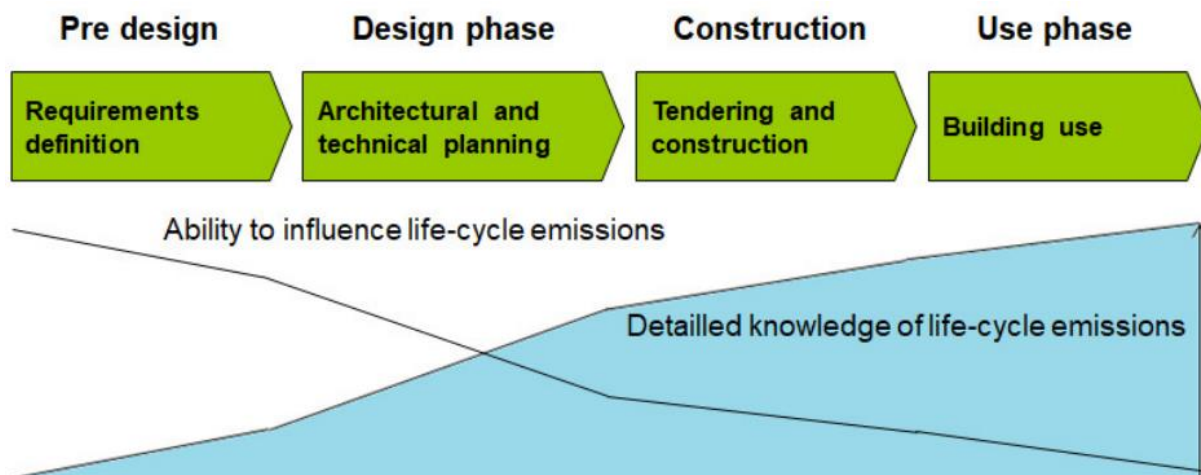 Pre design
Design phase
Construction
Use phase
Requirements
definition
Architectural and
technical planning
Tendering and
construction
Building use
Ability to influence life-cycle emissions
Detailled knowledge of life-cycle emissions